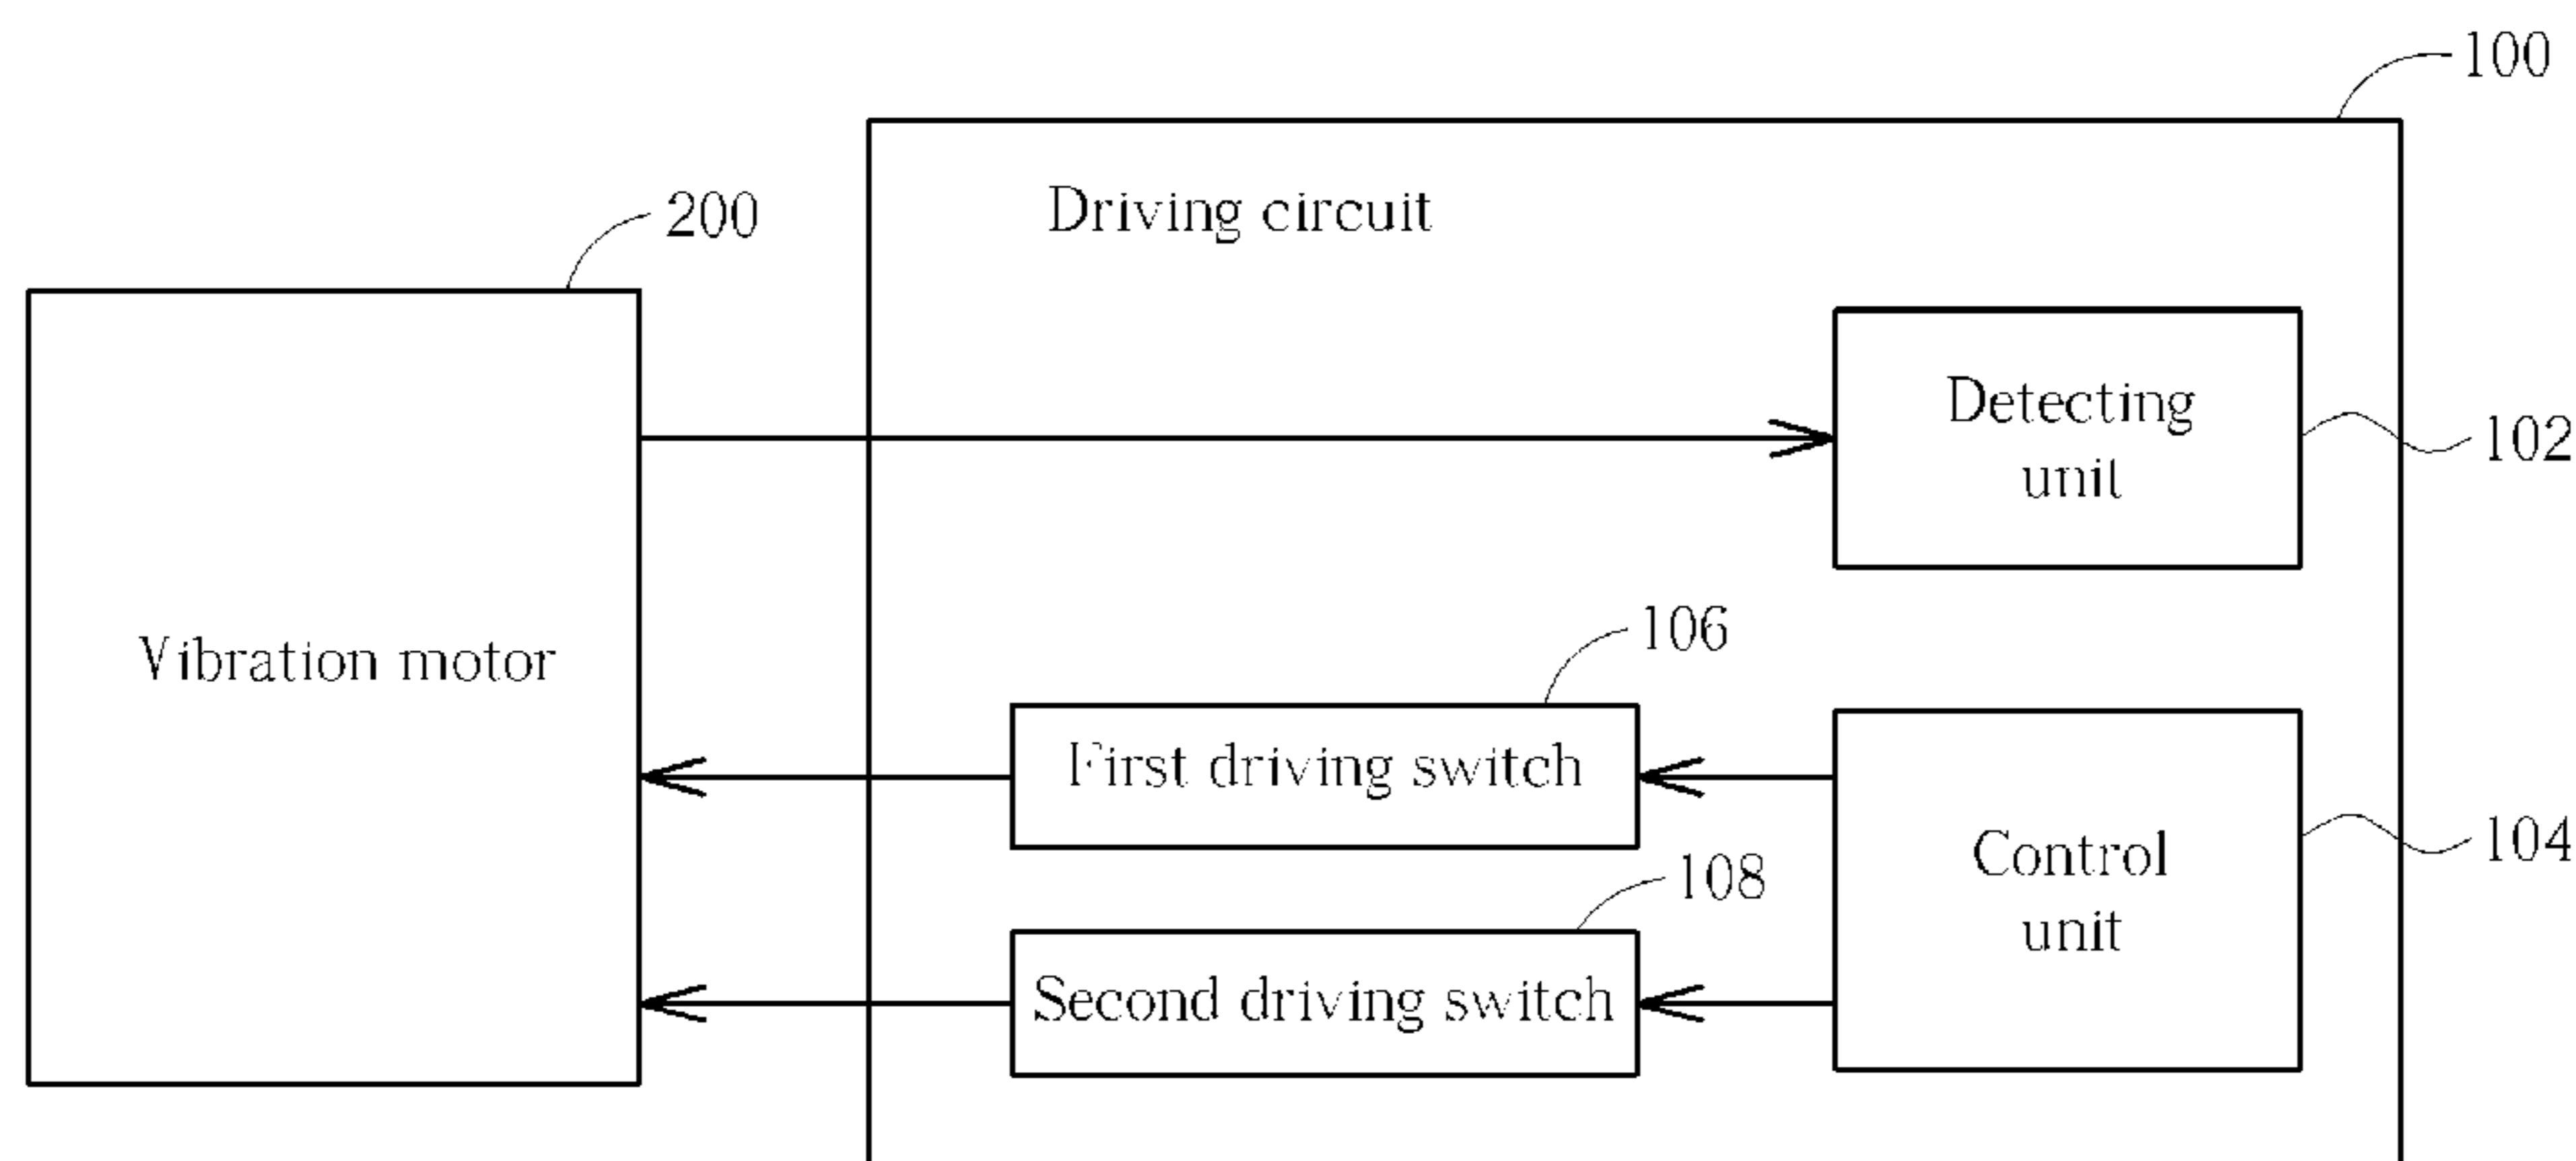 100
200
Driving circuit
Detecting
unit
102
Vibration motor
106
First driving switch
Control
unit
104
108
Second driving switch